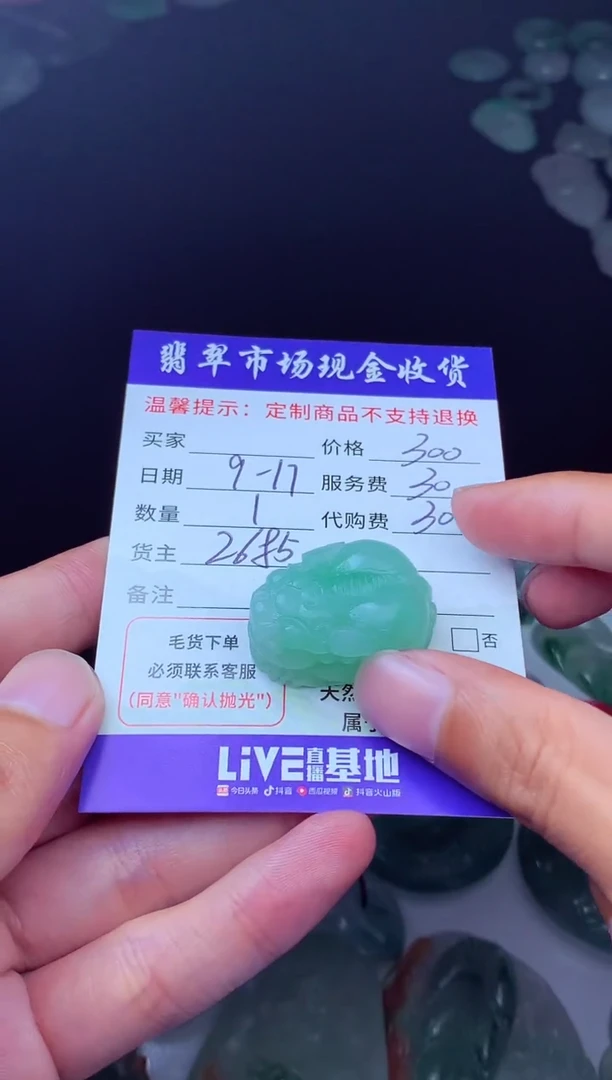 翡翠市场现金收货
温馨提示：定制商品不支持退换
买家 价格 300
日期 9-17 服务费 30
数量 1 代购费 30
货主 2685
备注
否
毛货下单
必须联系客服
(同意"确认抛光")
天然
属于
LiVE直播基地
今日头条 抖音 西瓜视频 抖音火山版